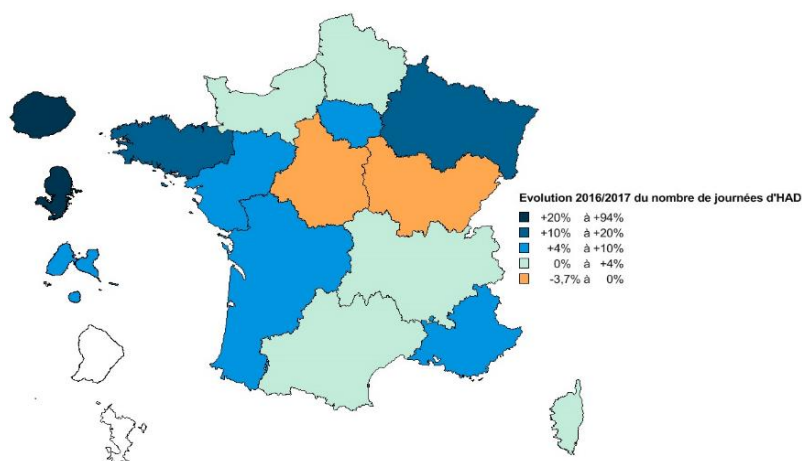 Evolution 2016/2017 du nombre de journées d'HAD
+20% à +94%
+10% à +20%
+4% à +10%
0% à +4%
-3,7% à 0%